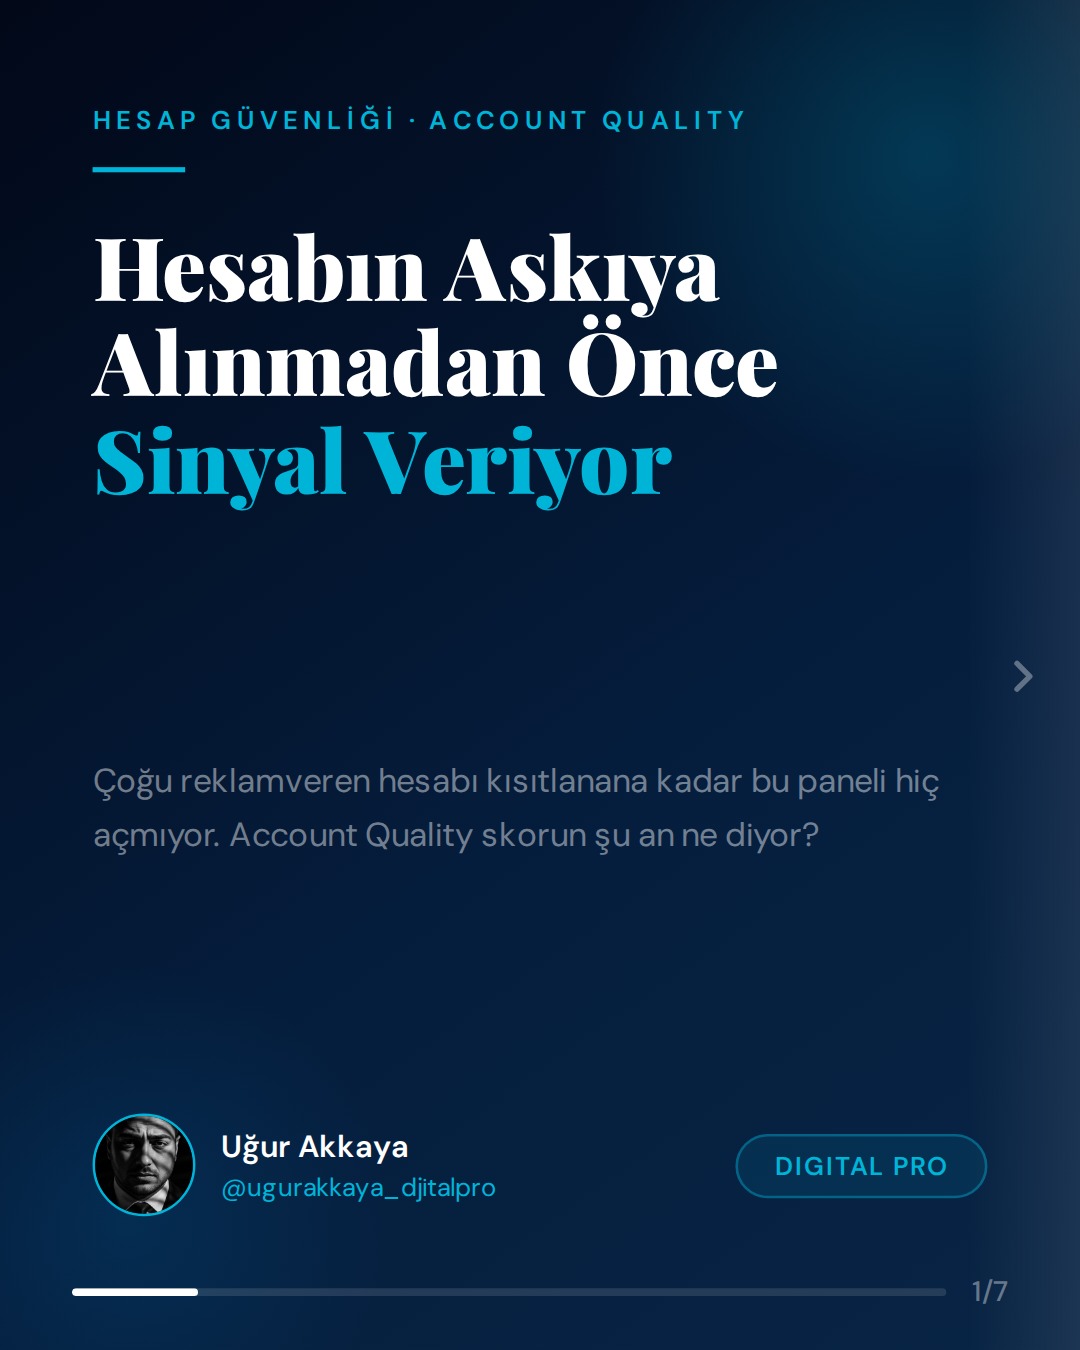 HESAP GÜVENLİĞİ · ACCOUNT QUALITY
Hesabın Askıya
Alınmadan Önce
Sinyal Veriyor
Çoğu reklamveren hesabı kısıtlanana kadar bu paneli hiç
açmıyor. Account Quality skorun şu an ne diyor?
Uğur Akkaya
@ugurakkaya_djitalpro
DIGITAL PRO
1/7